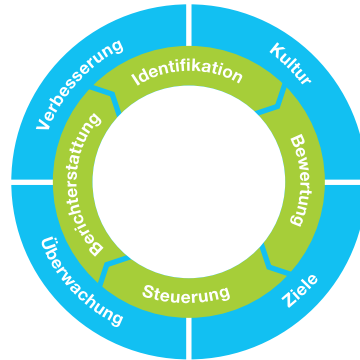 Verbesserung
Kultur
Identifikation
Berichterstattung
Bewertung
Steuerung
Überwachung
Ziele